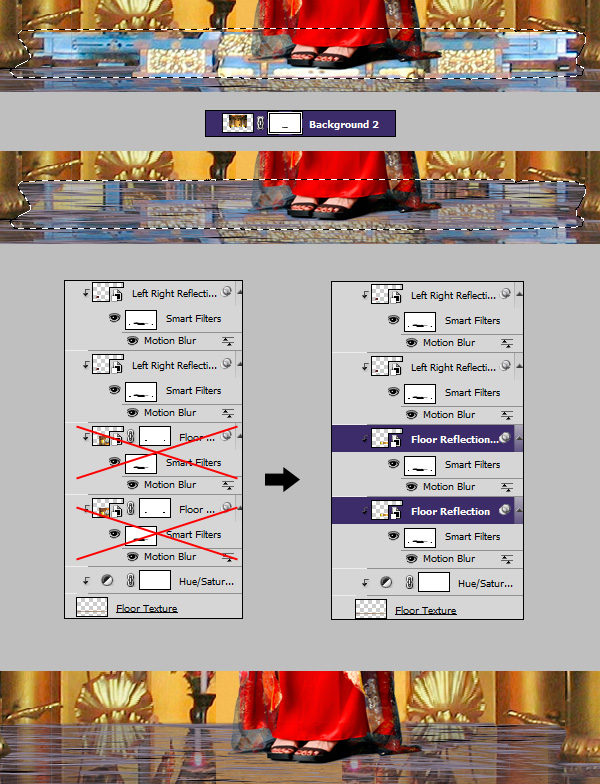 Background 2
Left Right Reflecti...
Smart Filters
Motion Blur
Left Right Reflecti...
Smart Filters
Motion Blur
Floor ...
Smart Filters
Motion Blur
Floor ...
Smart Filters
Motion Blur
Hue/Satur...
Floor Texture
Left Right Reflecti...
Smart Filters
Motion Blur
Left Right Reflec...
Smart Filters
Motion Blur
Floor Reflection...
Smart Filters
Motion Blur
Floor Reflection
Smart Filters
Motion Blur
Hue/Satur...
Floor Texture